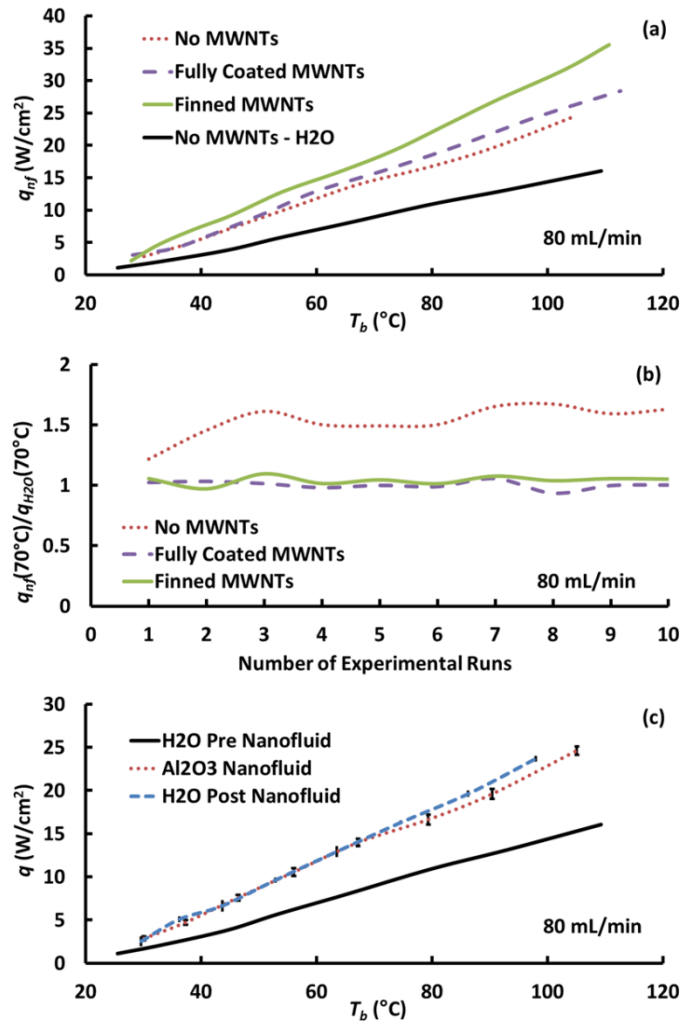 40
35
30
25
20
15
10
5
0
q_nf (W/cm²)
(a)
No MWNTs
Fully Coated MWNTs
Finned MWNTs
No MWNTs - H2O
80 mL/min
20 40 60 80 100 120
T_b (°C)
2
1.5
1
0.5
0
q_nf(70°C)/q_H2O(70°C)
(b)
No MWNTs
Fully Coated MWNTs
Finned MWNTs
80 mL/min
0 1 2 3 4 5 6 7 8 9 10
Number of Experimental Runs
30
25
20
15
10
5
0
q (W/cm²)
(c)
H2O Pre Nanofluid
Al2O3 Nanofluid
H2O Post Nanofluid
80 mL/min
20 40 60 80 100 120
T_b (°C)